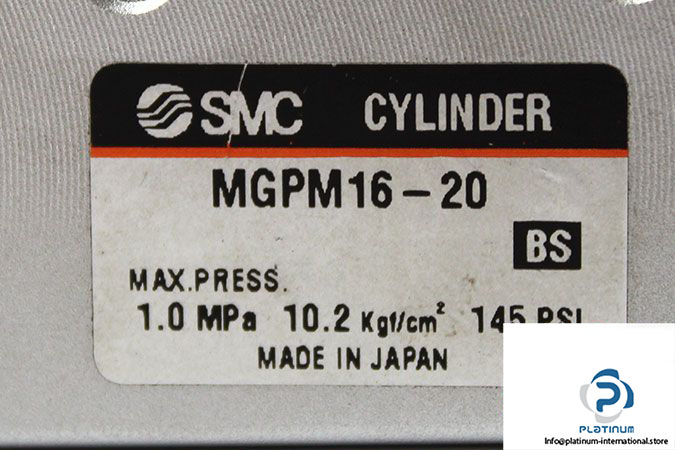 SMC CYLINDER
MGPM16-20
BS
MAX.PRESS.
1.0 MPa 10.2 Kgf/cm² 145 PSI
MADE IN JAPAN
PLATINUM
Info@platinum-international.store